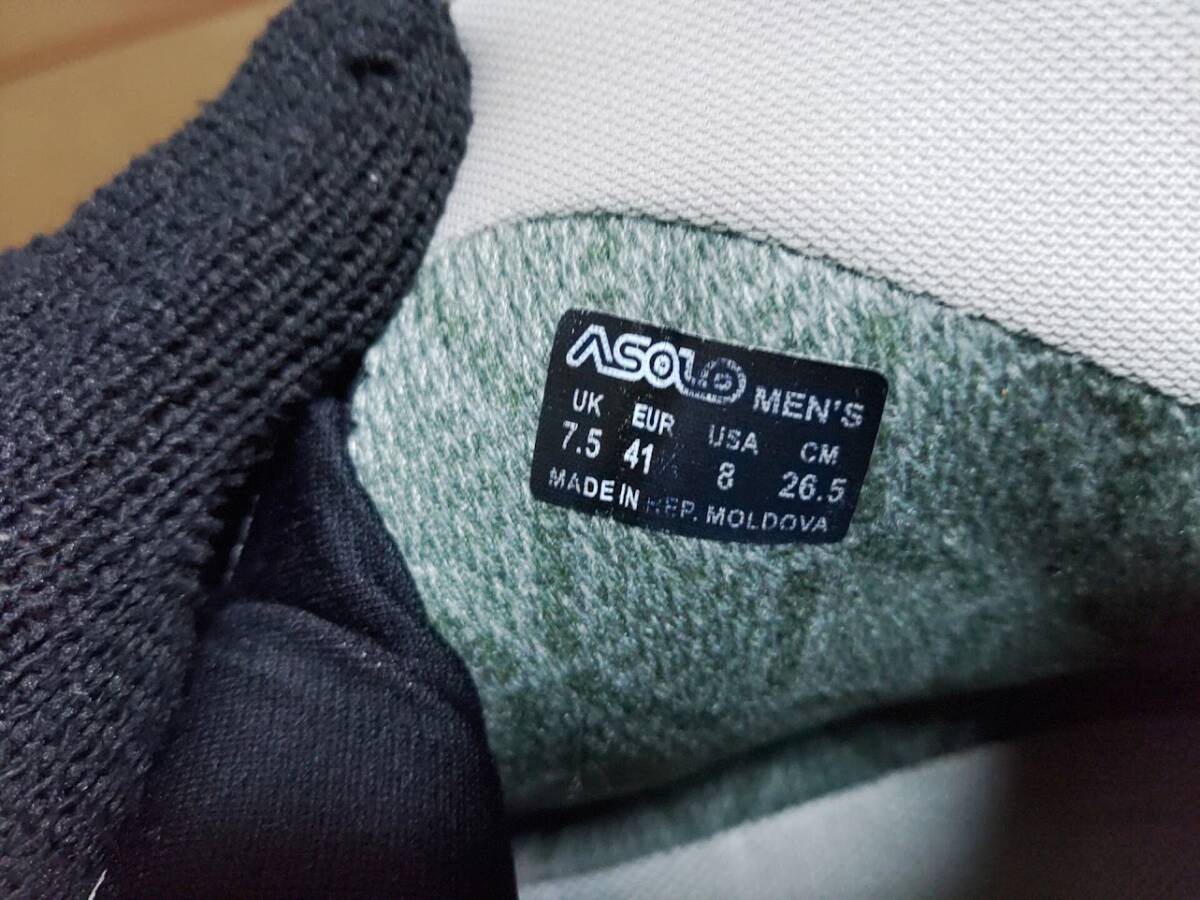 ASOLO MEN'S
UK EUR USA CM
7.5 41 8 26.5
MADE IN REP. MOLDOVA